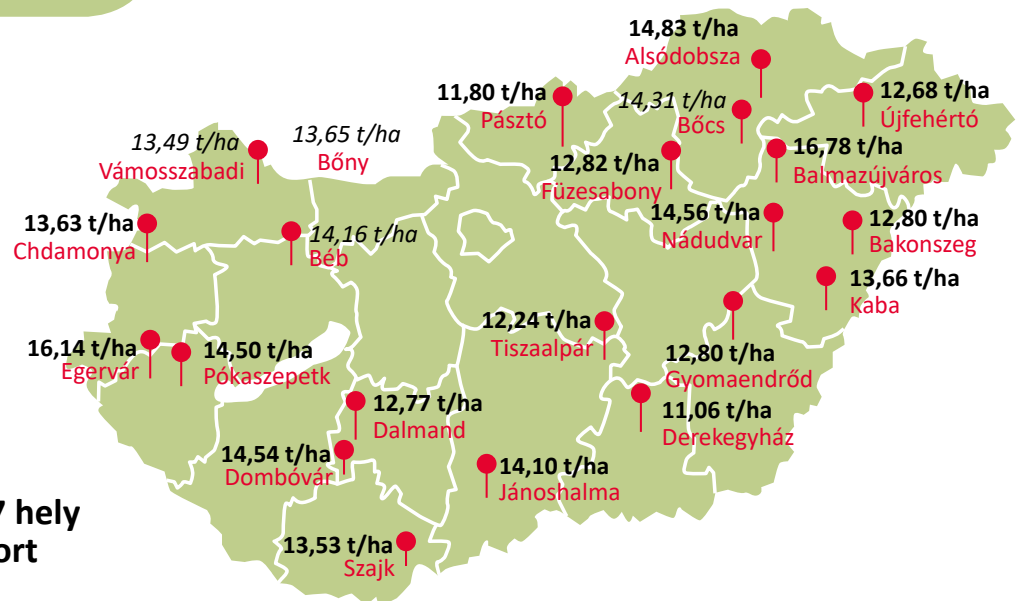 14,83 t/ha
Alsódobsza
11,80 t/ha
Pásztó
14,31 t/ha
Bőcs
12,68 t/ha
Újfehértó
13,49 t/ha
Vámosszabadi
13,65 t/ha
Bőny
12,82 t/ha
Füzesabony
16,78 t/ha
Balmazújváros
13,63 t/ha
Chdamonya
14,16 t/ha
Béb
14,56 t/ha
Nádudvar
12,80 t/ha
Bakonszeg
13,66 t/ha
Kaba
12,24 t/ha
Tiszaalpár
16,14 t/ha
Egervár
14,50 t/ha
Pókaszepetk
12,80 t/ha
Gyomaendrőd
12,77 t/ha
Dalmand
11,06 t/ha
Derekegyház
14,54 t/ha
Dombóvár
14,10 t/ha
Jánoshalma
7 hely
ort
13,53 t/ha
Szajk